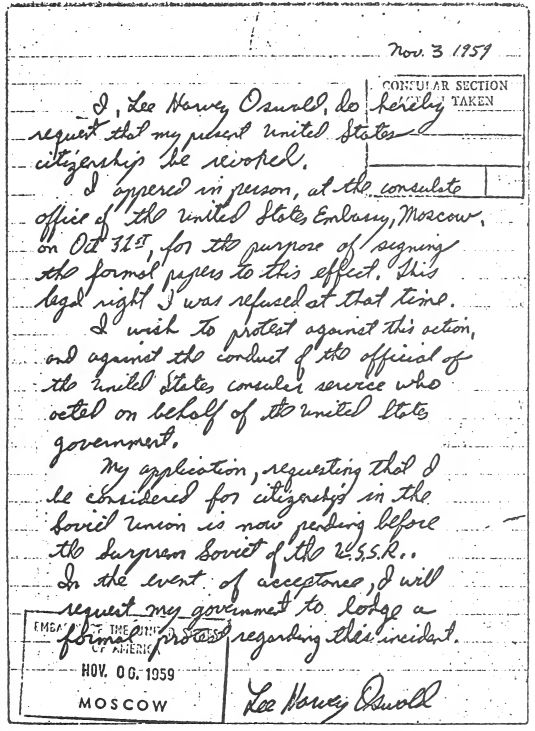 Nov. 3 1959
CONSULAR SECTION
TAKEN
I, Lee Harvey Oswald, do hereby
request that my present United States
citizenship be revoked.
I appered in person, at the consulate
office of the United States Embassy, Moscow,
on Oct 31st, for the purpose of signing
the formal papers to this effect. This
legal right I was refused at that time.
I wish to protest against this action,
and against the conduct of the official of
the United States consular service who
acted on behalf of the United States
government.
My application, requesting that I
be considered for citizenship in the
Soviet Union is now pending before
the Surprem Soviet of the U.S.S.R..
In the event of acceptance, I will
request my government to lodge a
formal protest regarding this incident.
EMBASSY OF THE UNITED STATES
OF AMERICA
NOV. 06. 1959
MOSCOW
Lee Harvey Oswald